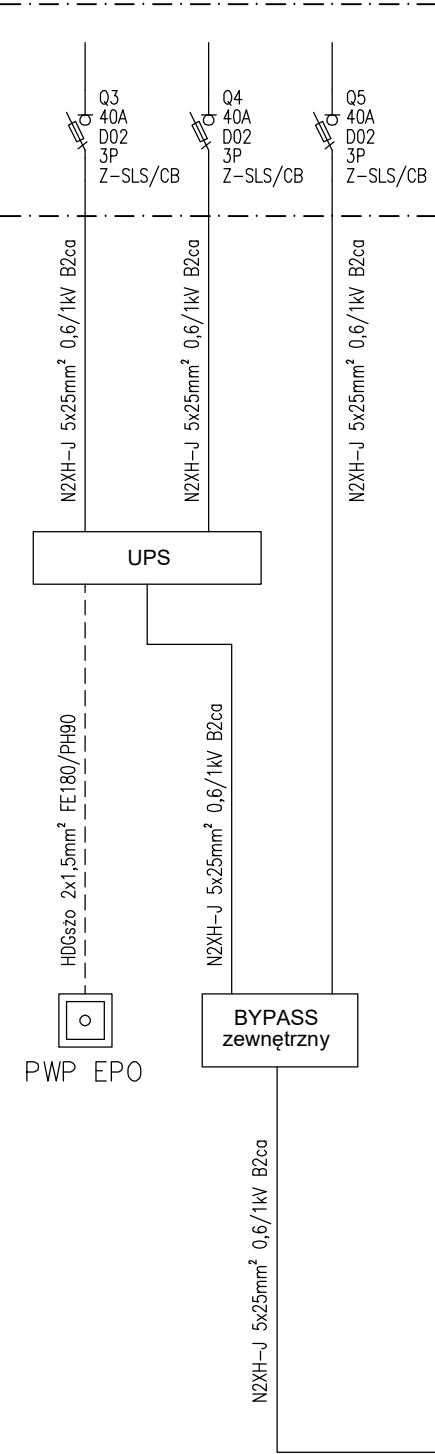 Q3
40A
D02
3P
Z-SLS/CB
Q4
40A
D02
3P
Z-SLS/CB
Q5
40A
D02
3P
Z-SLS/CB
N2XH-J 5x25mm² 0,6/1kV B2ca
N2XH-J 5x25mm² 0,6/1kV B2ca
N2XH-J 5x25mm² 0,6/1kV B2ca
UPS
HDGsżo 2x1,5mm² FE180/PH90
N2XH-J 5x25mm² 0,6/1kV B2ca
PWP EPO
BYPASS
zewnętrzny
N2XH-J 5x25mm² 0,6/1kV B2ca